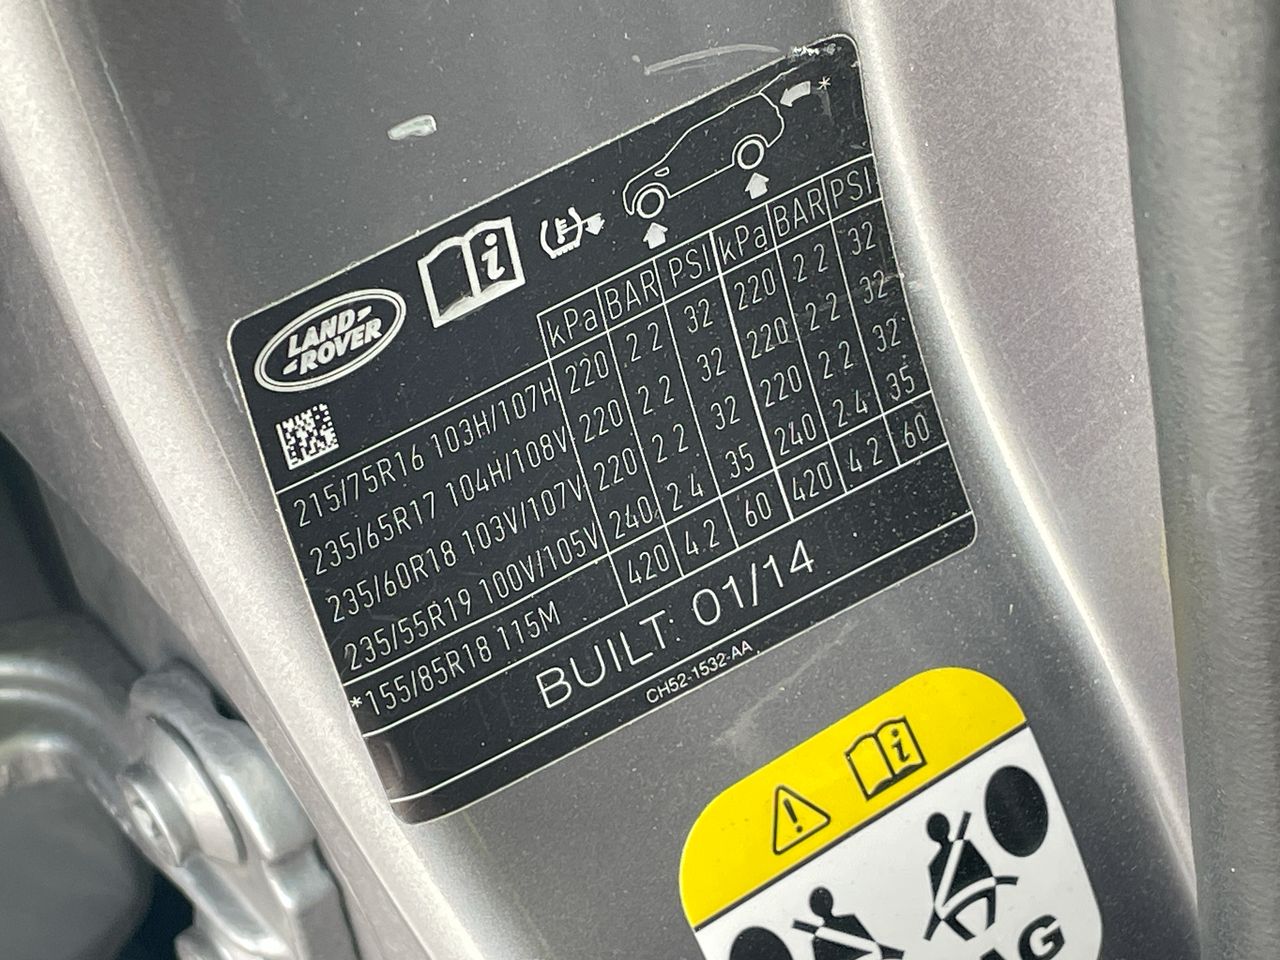 LAND-
-ROVER
kPa BAR PSI kPa BAR PSI
215/75R16 103H/107H 220 2 2 32 220 2 2 32
235/65R17 104H/108V 220 2 2 32 220 2 2 32
235/60R18 103V/107V 220 2 2 32 220 2 2 32
235/55R19 100V/105V 240 2 4 35 240 2.4 35
*155/85R18 115M 420 4.2 60 420 4 2 60
BUILT: 01/14
CH52-1532-AA